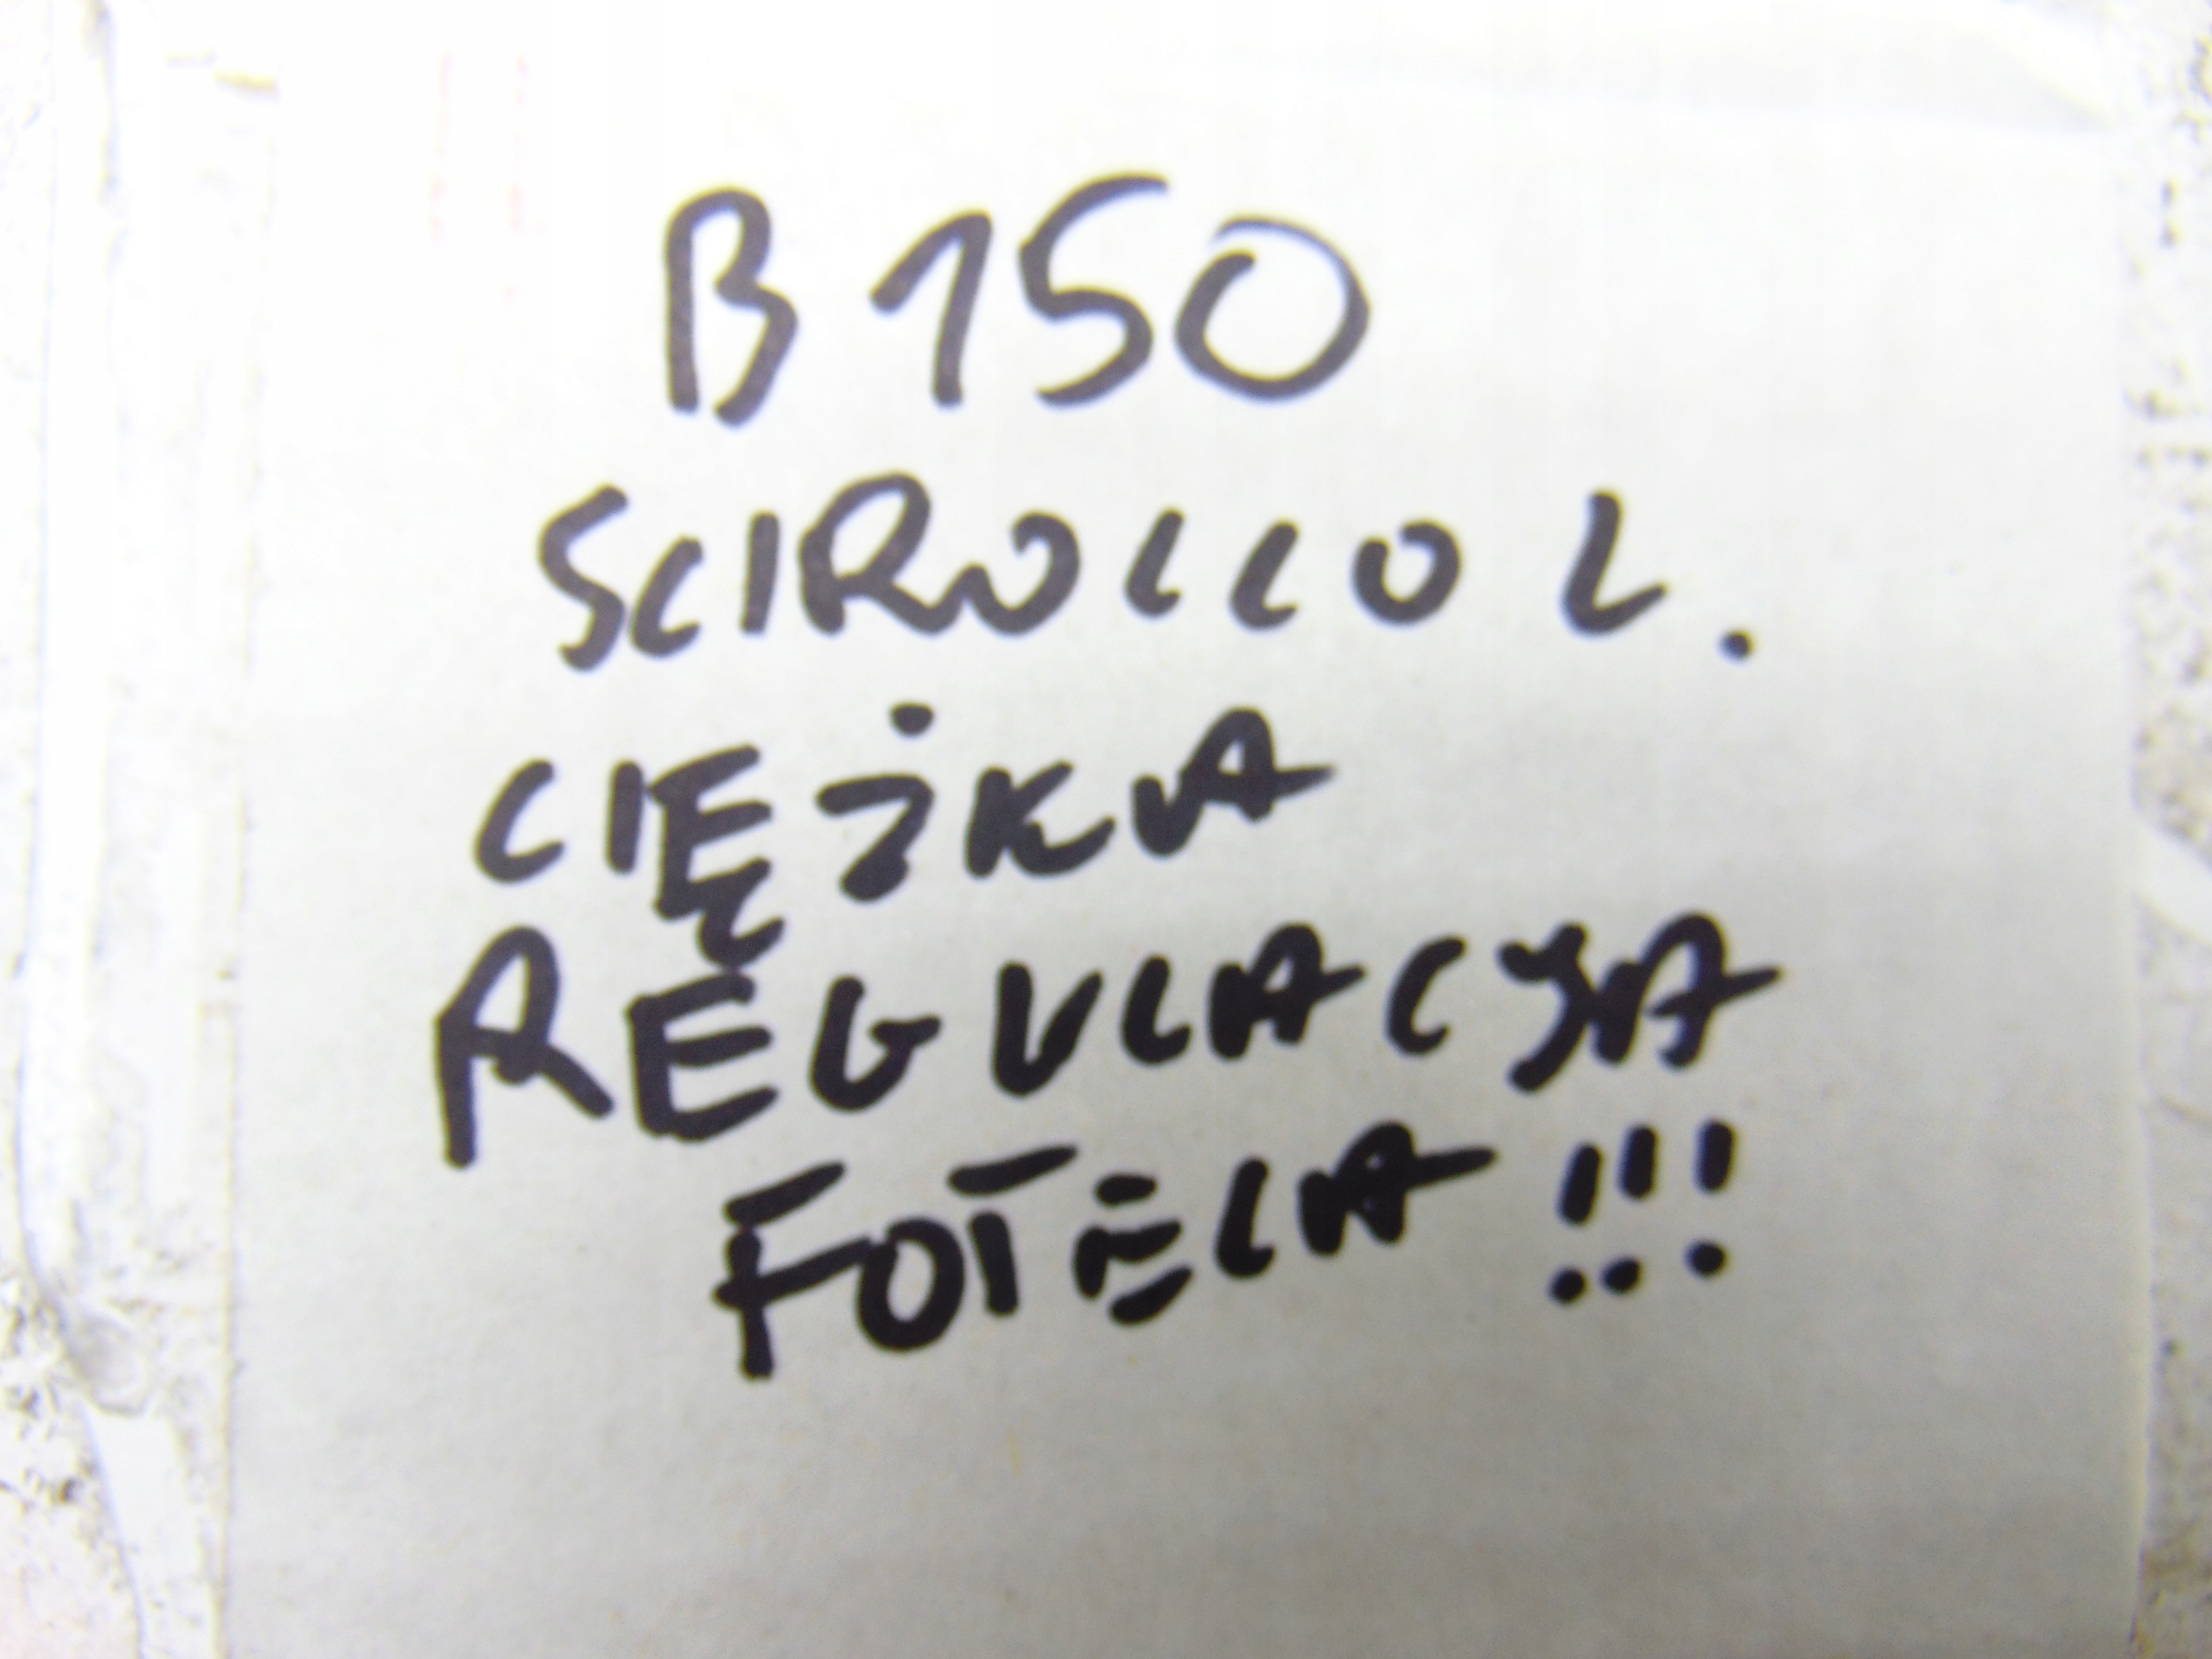 B150
SCIROCCO L.
CIĘŻKA
REGULACJA
FOTELA!!!